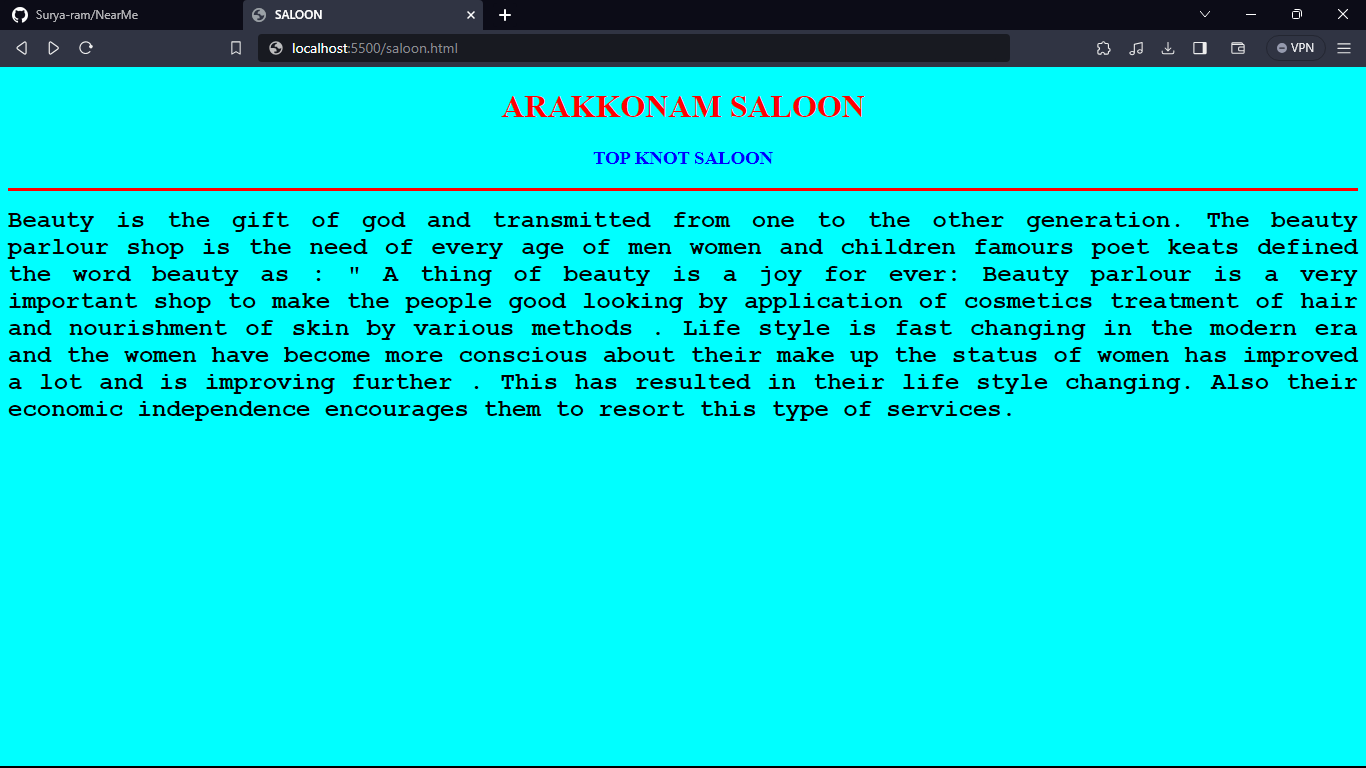 Surya-ram/NearMe
SALOON
localhost:5500/saloon.html
VPN
ARAKKONAM SALOON
TOP KNOT SALOON
Beauty is the gift of god and transmitted from one to the other generation. The beauty
parlour shop is the need of every age of men women and children famours poet keats defined
the word beauty as : " A thing of beauty is a joy for ever: Beauty parlour is a very
important shop to make the people good looking by application of cosmetics treatment of hair
and nourishment of skin by various methods . Life style is fast changing in the modern era
and the women have become more conscious about their make up the status of women has improved
a lot and is improving further . This has resulted in their life style changing. Also their
economic independence encourages them to resort this type of services.